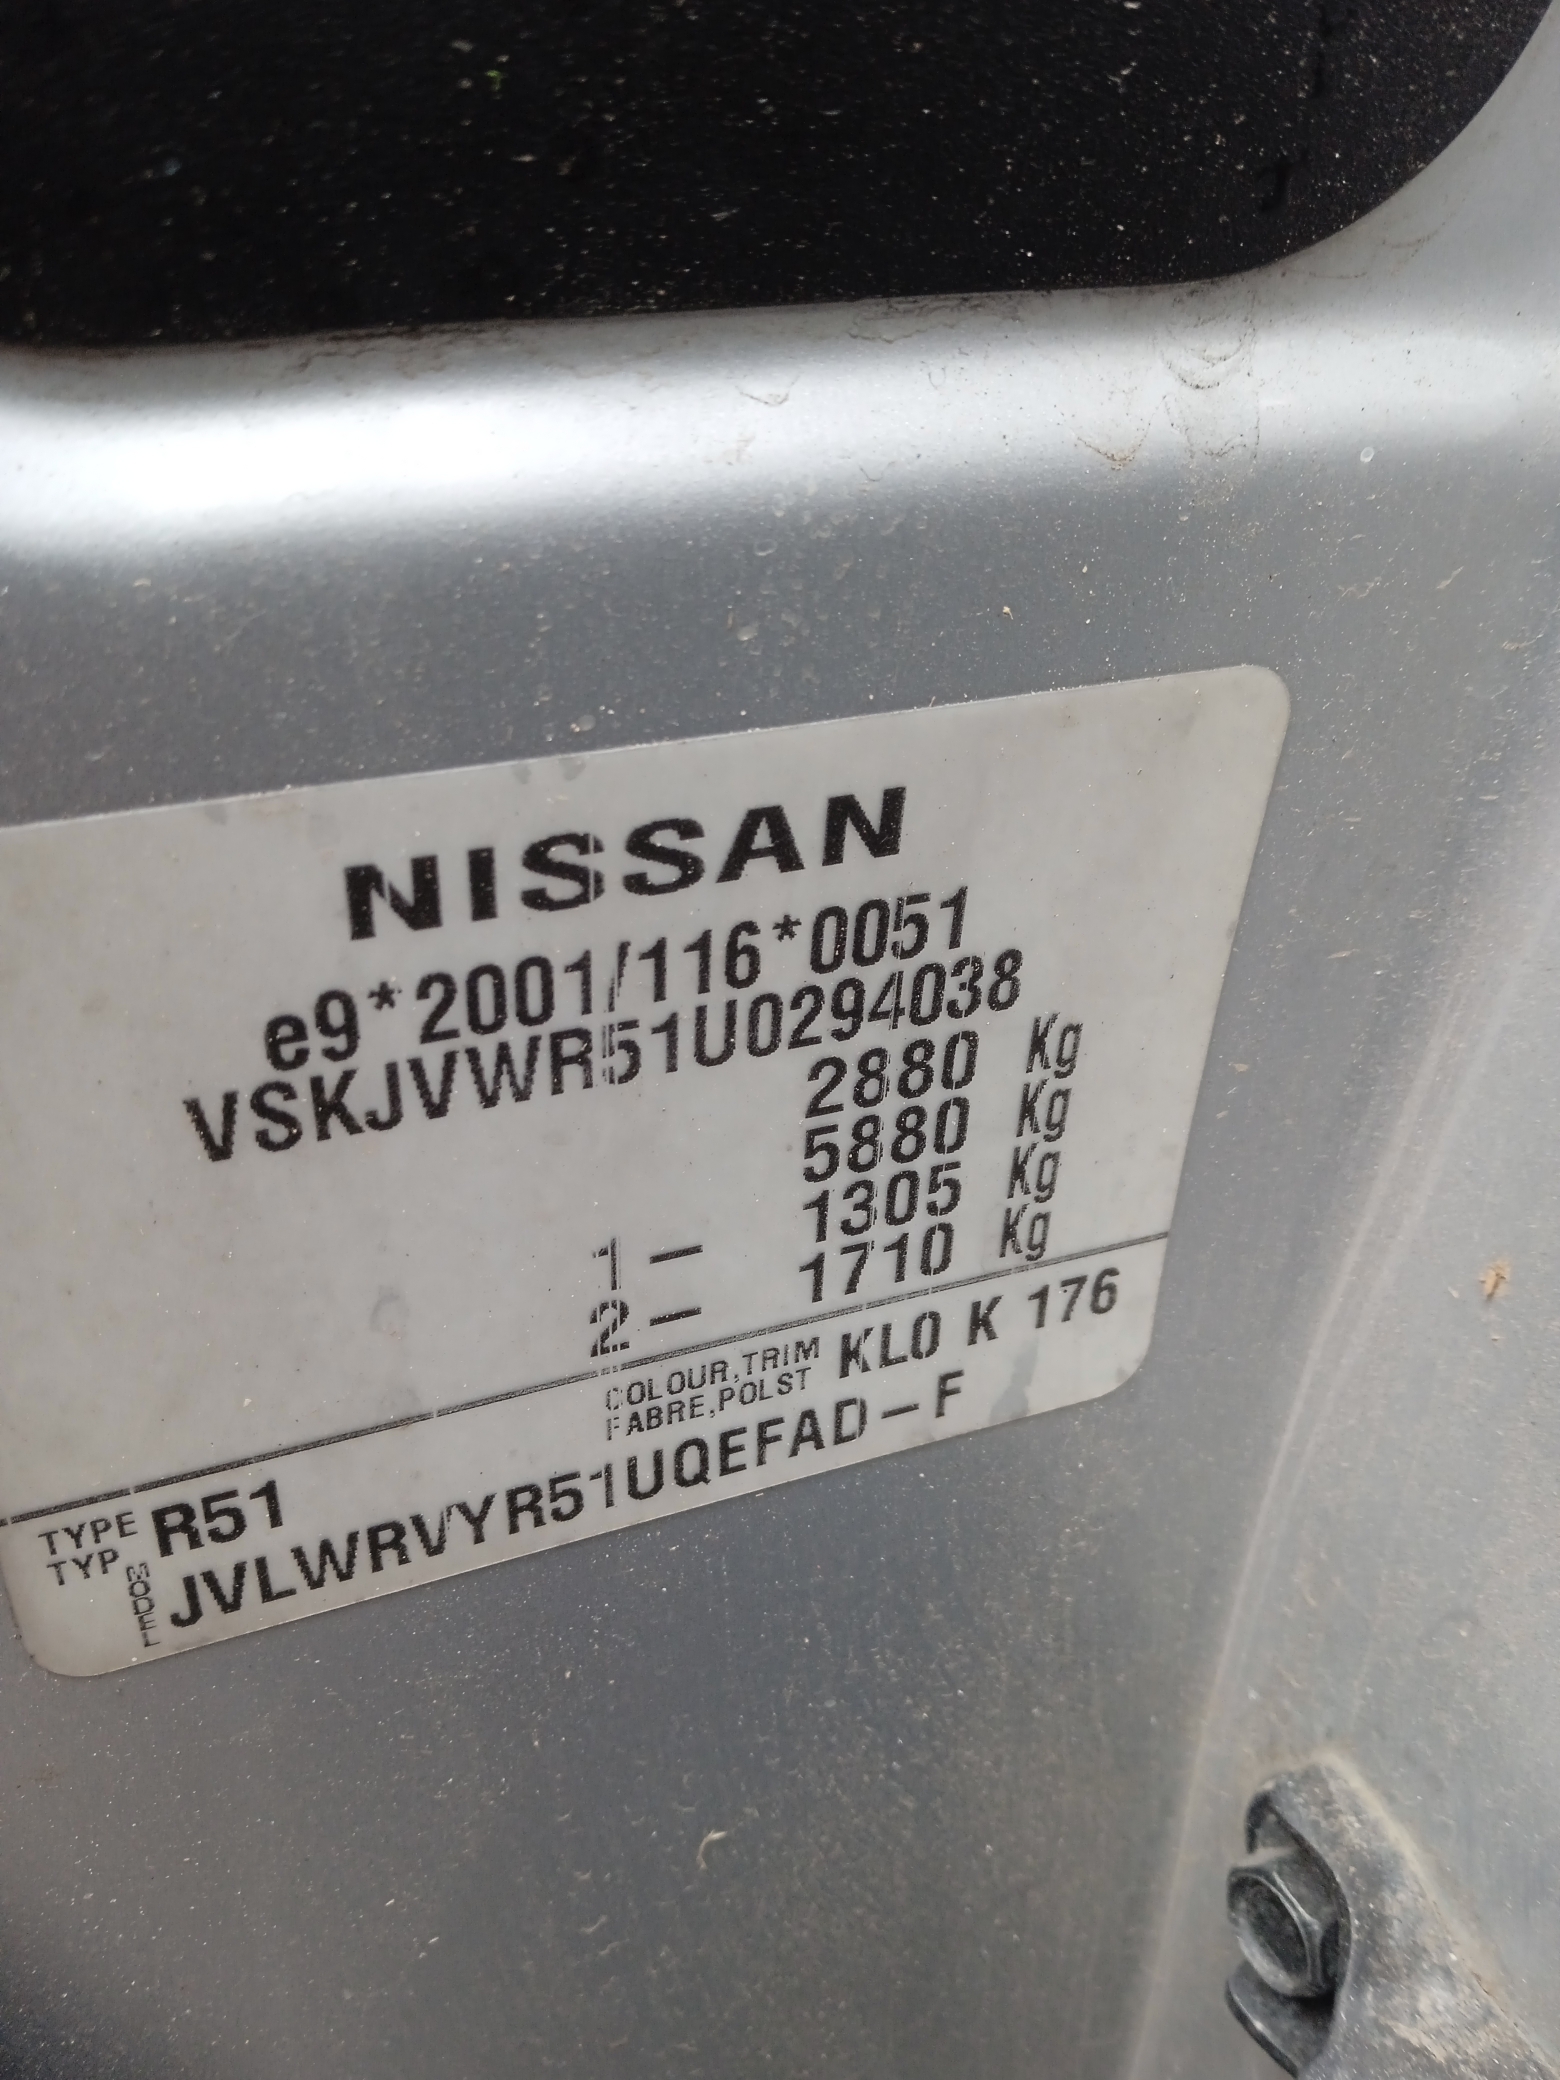 NISSAN
e9*2001/116*0051
VSKJVWR51U0294038
2880 Kg
5880 Kg
1 – 1305 Kg
2 – 1710 Kg
COLOUR,TRIM KL0 K 176
FABRE,POLST
TYPE R51
TYP
MODEL JVLWRVYR51UQEFAD–F